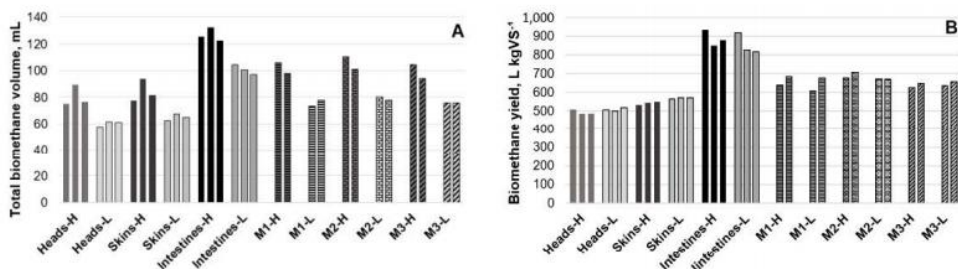 A
Total biomethane volume, mL
160
140
120
100
80
60
40
20
0
Heads-H
Heads-L
Skins-H
Skins-L
Intestines-H
Intestines-L
M1-H
M1-L
M2-H
M2-L
M3-H
M3-L
B
Biomethane yield, L kgVS⁻¹
1,000
900
800
700
600
500
400
300
200
100
0
Heads-H
Heads-L
Skins-H
Skins-L
Intestines-H
Iintestines-L
M1-H
M1-L
M2-H
M2-L
M3-H
M3-L